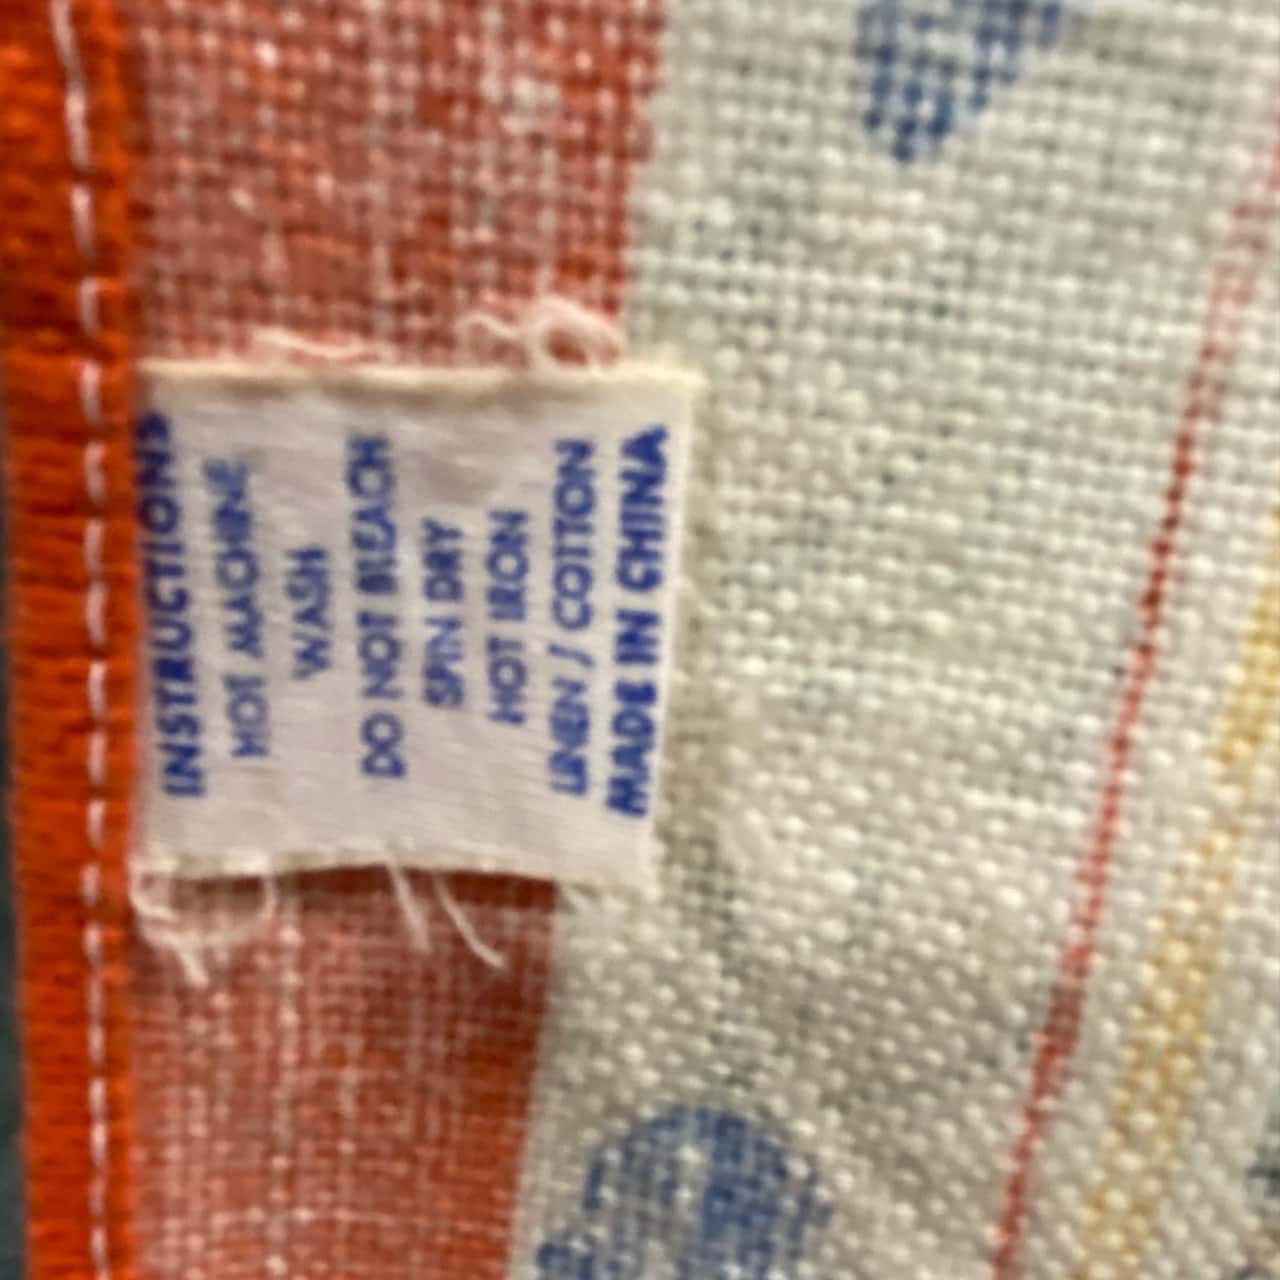 INSTRUCTIONS
HOT MACHINE
WASH
DO NOT BLEACH
SPIN DRY
HOT IRON
LINEN / COTTON
MADE IN CHINA